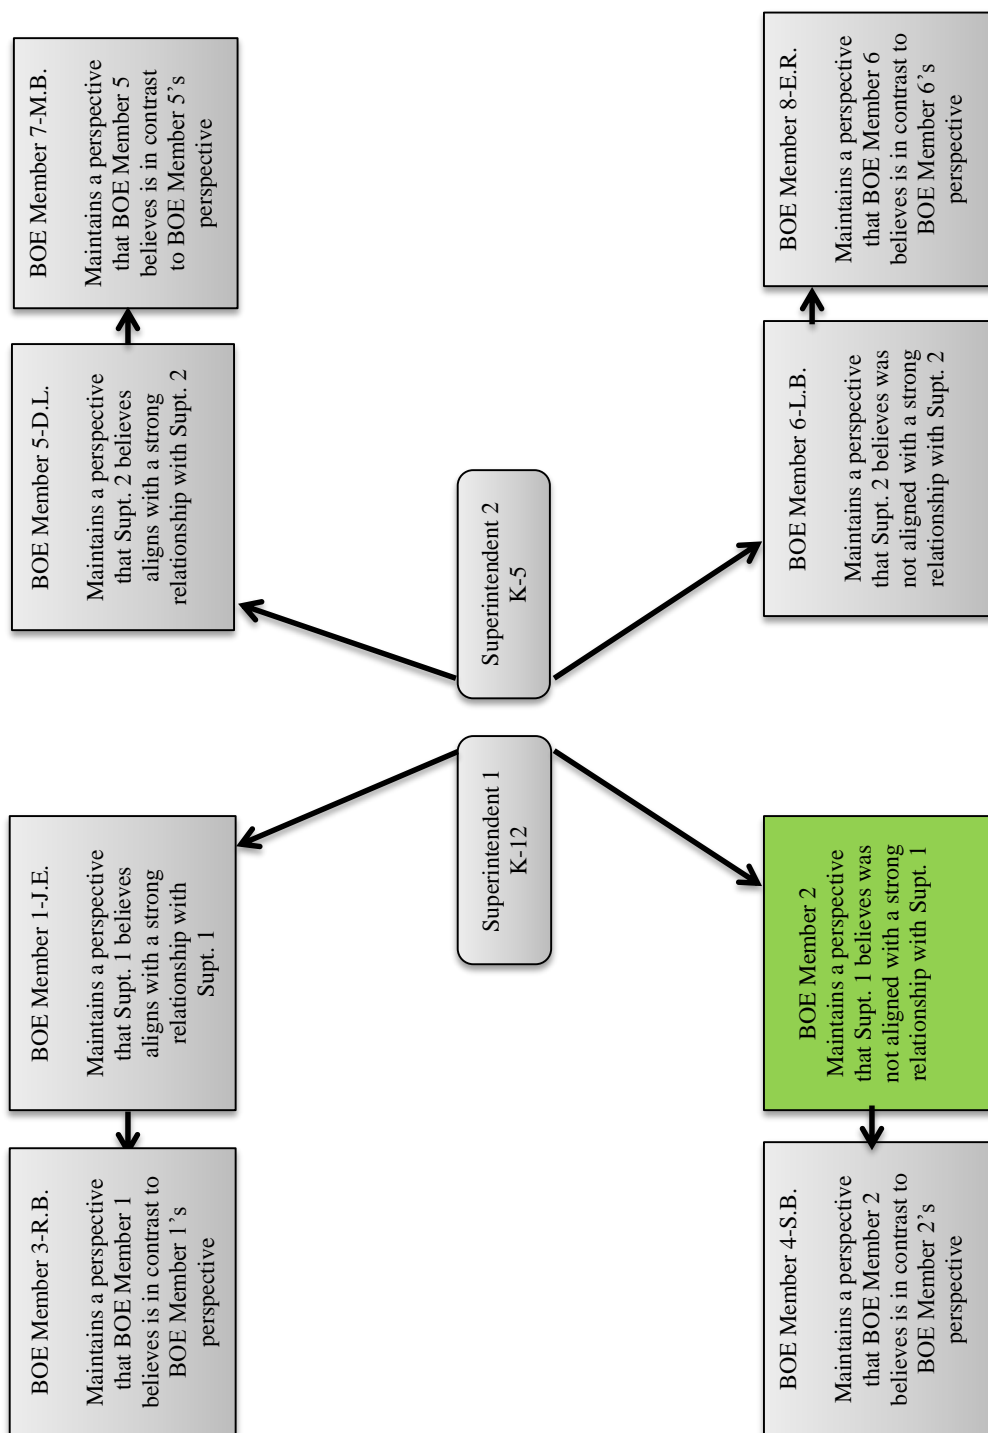 BOE Member 3-R.B.
Maintains a perspective
that BOE Member 1
believes is in contrast to
BOE Member 1’s
perspective
BOE Member 1-J.E.
Maintains a perspective
that Supt. 1 believes
aligns with a strong
relationship with
Supt. 1
BOE Member 5-D.L.
Maintains a perspective
that Supt. 2 believes
aligns with a strong
relationship with Supt. 2
BOE Member 7-M.B.
Maintains a perspective
that BOE Member 5
believes is in contrast
to BOE Member 5’s
perspective
Superintendent 1
K-12
Superintendent 2
K-5
BOE Member 4-S.B.
Maintains a perspective
that BOE Member 2
believes is in contrast to
BOE Member 2’s
perspective
BOE Member 2
Maintains a perspective
that Supt. 1 believes was
not aligned with a strong
relationship with Supt. 1
BOE Member 6-L.B.
Maintains a perspective
that Supt. 2 believes was
not aligned with a strong
relationship with Supt. 2
BOE Member 8-E.R.
Maintains a perspective
that BOE Member 6
believes is in contrast to
BOE Member 6’s
perspective